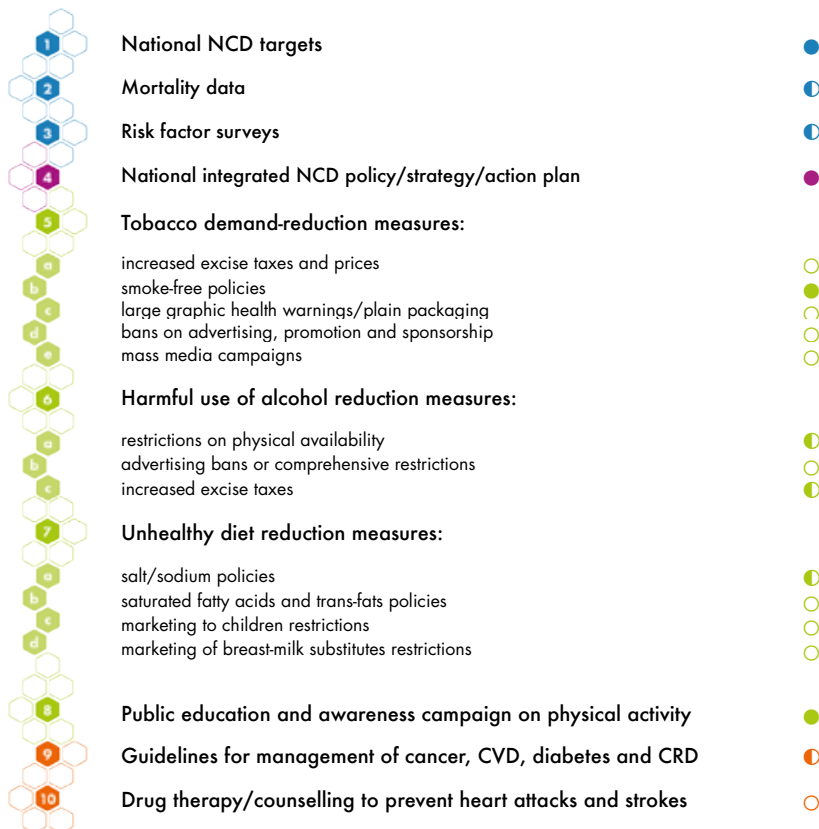 1 National NCD targets
2 Mortality data
3 Risk factor surveys
4 National integrated NCD policy/strategy/action plan
5 Tobacco demand-reduction measures:
a increased excise taxes and prices
b smoke-free policies
c large graphic health warnings/plain packaging
d bans on advertising, promotion and sponsorship
e mass media campaigns
6 Harmful use of alcohol reduction measures:
a restrictions on physical availability
b advertising bans or comprehensive restrictions
c increased excise taxes
7 Unhealthy diet reduction measures:
a salt/sodium policies
b saturated fatty acids and trans-fats policies
c marketing to children restrictions
d marketing of breast-milk substitutes restrictions
8 Public education and awareness campaign on physical activity
9 Guidelines for management of cancer, CVD, diabetes and CRD
10 Drug therapy/counselling to prevent heart attacks and strokes